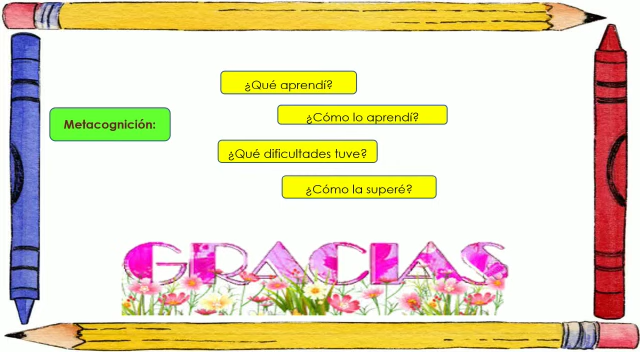 ¿Qué aprendí?
Metacognición:
¿Cómo lo aprendí?
¿Qué dificultades tuve?
¿Cómo la superé?
GRACIAS